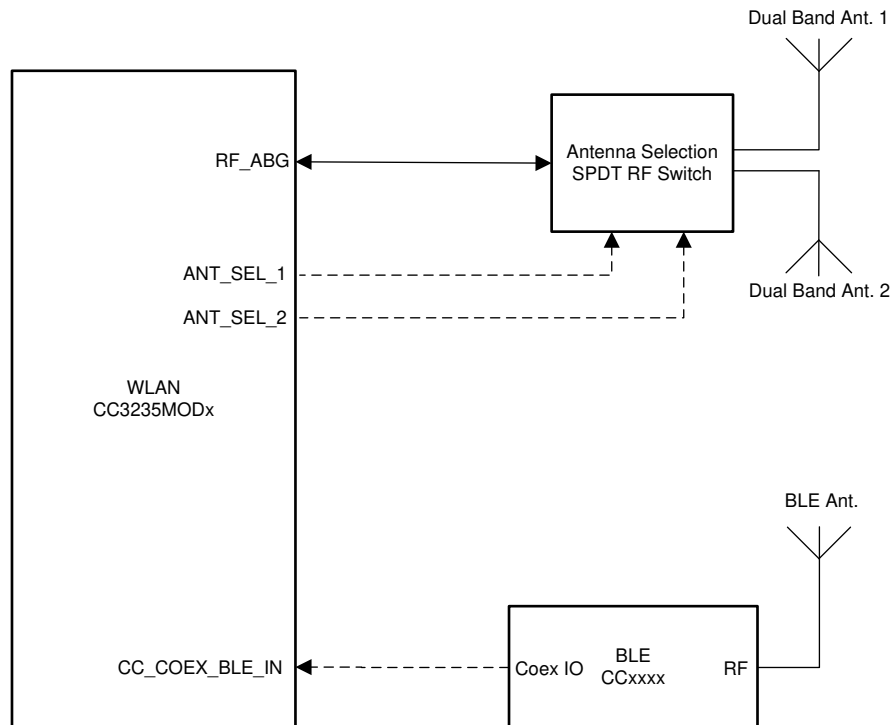 Dual Band Ant. 1
RF_ABG
Antenna Selection
SPDT RF Switch
ANT_SEL_1
Dual Band Ant. 2
ANT_SEL_2
WLAN
CC3235MODx
BLE Ant.
CC_COEX_BLE_IN
Coex IO
BLE
CCxxxx
RF